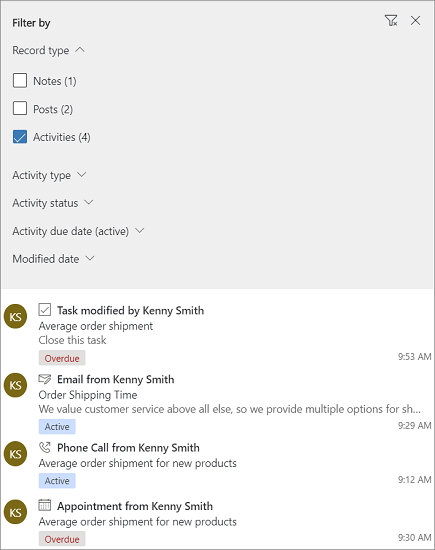 Filter by
Record type
Notes (1)
Posts (2)
Activities (4)
Activity type
Activity status
Activity due date (active)
Modified date
KS Task modified by Kenny Smith
Average order shipment
Close this task
Overdue 9:53 AM
KS Email from Kenny Smith
Order Shipping Time
We value customer service above all else, so we provide multiple options for sh...
Active 9:29 AM
KS Phone Call from Kenny Smith
Average order shipment for new products
Active 9:12 AM
KS Appointment from Kenny Smith
Average order shipment for new products
Overdue 9:30 AM